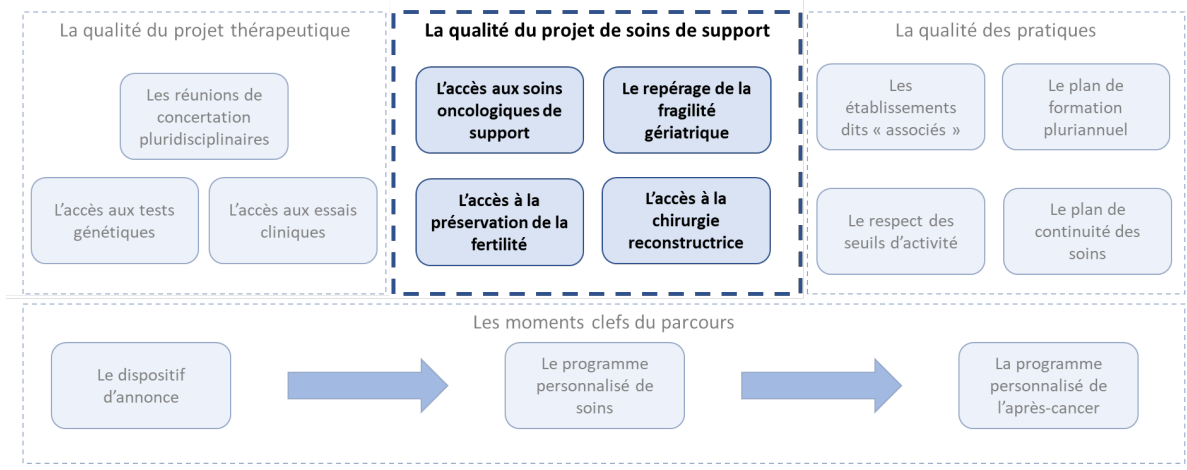 La qualité du projet thérapeutique
Les réunions de
concertation
pluridisciplinaires
L'accès aux tests
génétiques
L'accès aux essais
cliniques
La qualité du projet de soins de support
L'accès aux soins
oncologiques de
support
Le repérage de la
fragilité
gériatrique
L'accès à la
préservation de la
fertilité
L'accès à la
chirurgie
reconstructrice
La qualité des pratiques
Les
établissements
dits « associés »
Le plan de
formation
pluriannuel
Le respect des
seuils d'activité
Le plan de
continuité des
soins
Les moments clefs du parcours
Le dispositif
d'annonce
Le programme
personnalisé de
soins
La programme
personnalisé de
l'après-cancer